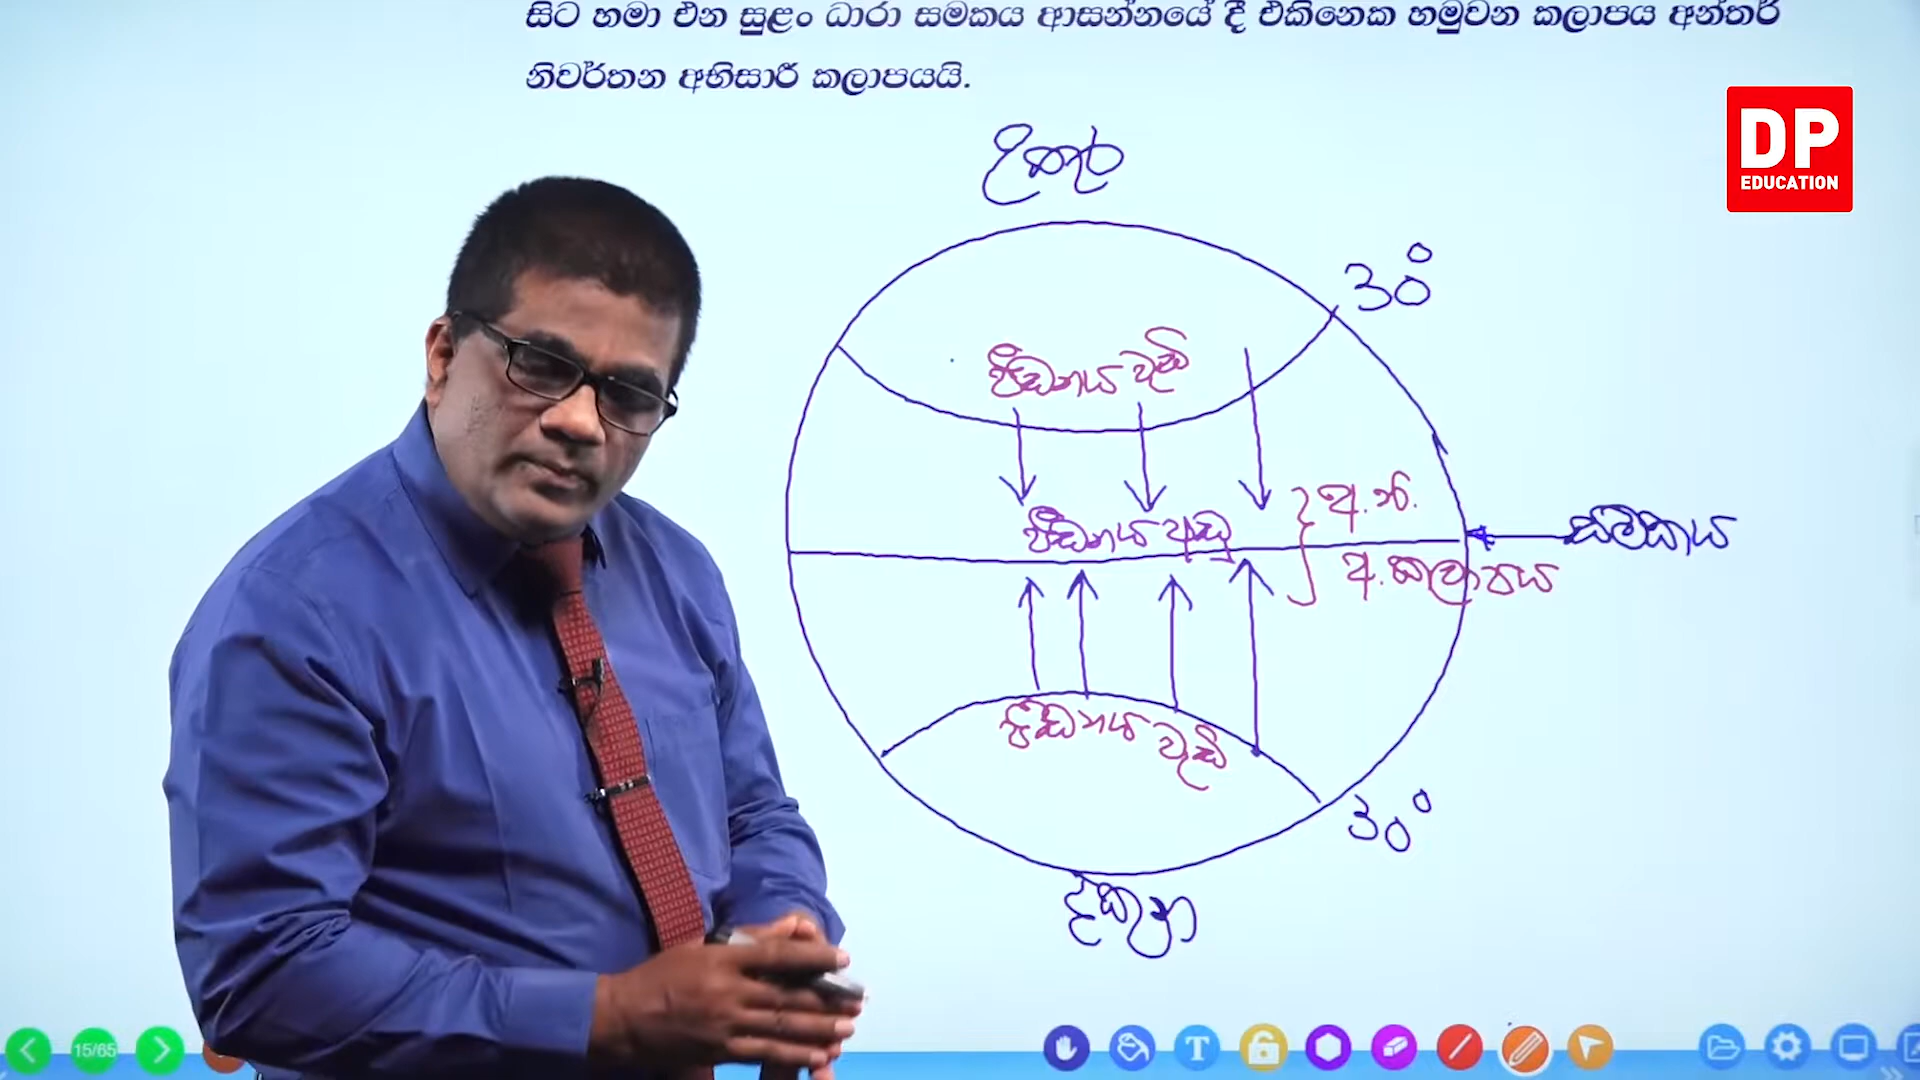 සිට හමා එන සුළං ධාරා සමකය ආසන්නයේ දී එකිනෙක හමුවන කලාපය අන්තර්
නිවර්තන අභිසාරී කලාපයයි.
DP
EDUCATION
උතුර
30°
පීඩනය වැඩි
අ.නි.
පීඩනය අඩු
සමකය
අ.කලාපය
පීඩනය වැඩි
30°
දකුණ
15/65
T